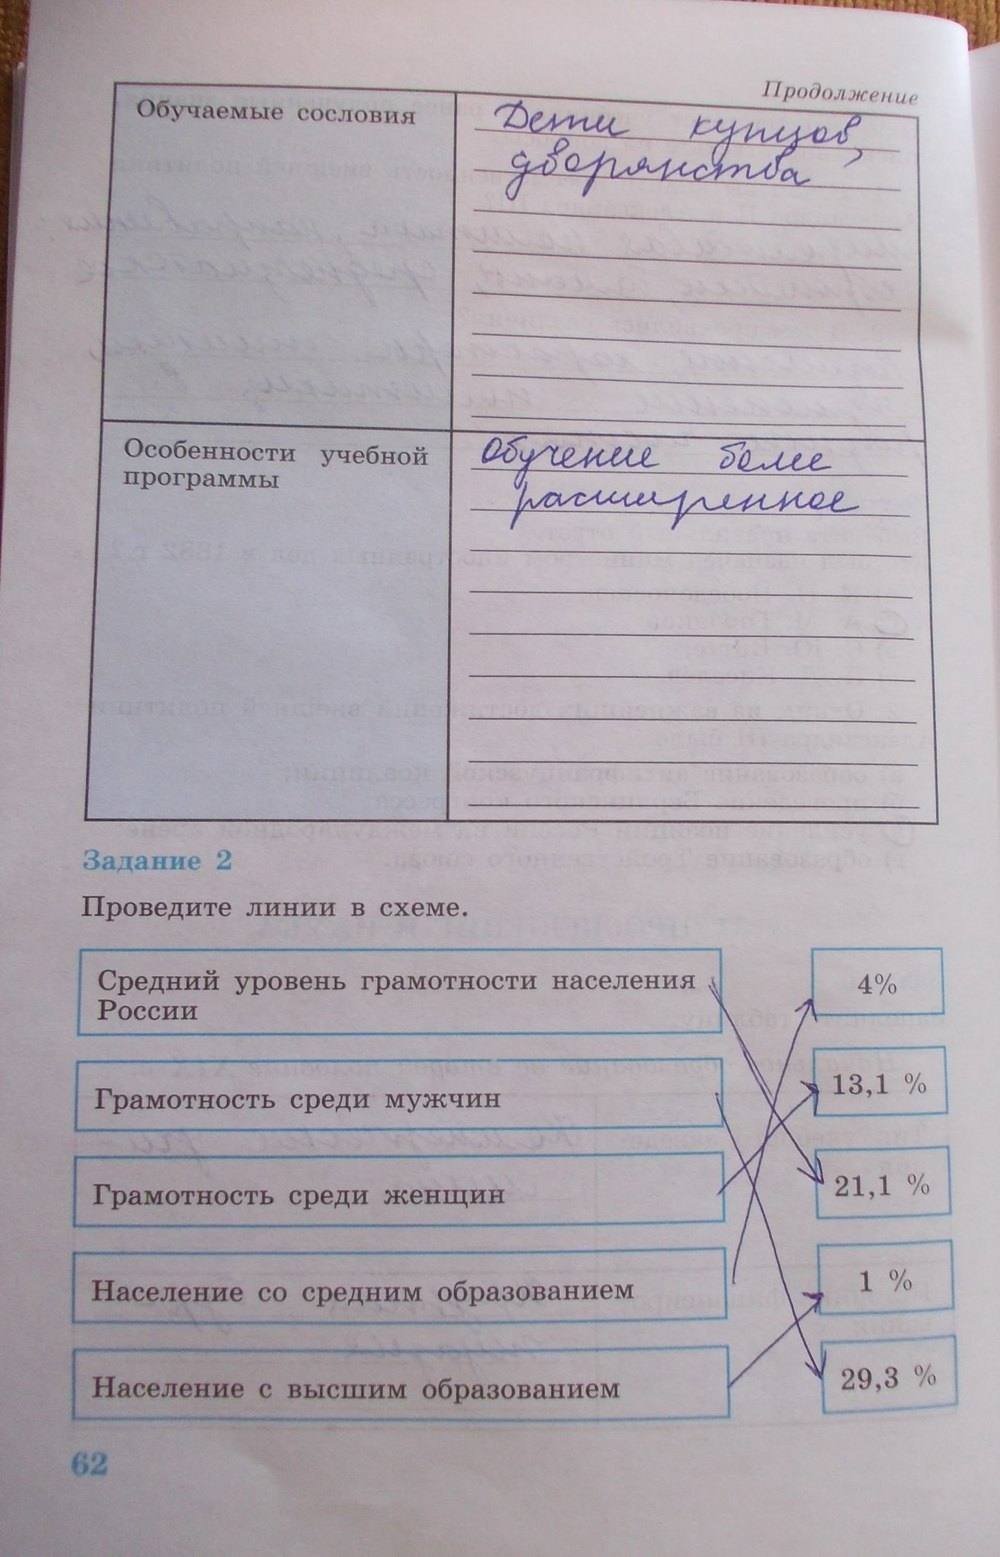 Продолжение
Обучаемые сословия
Дети купцов,
дворянства
Особенности учебной
программы
Обучение более
расширенное
Задание 2
Проведите линии в схеме.
Средний уровень грамотности населения
России
4%
Грамотность среди мужчин
13,1 %
Грамотность среди женщин
21,1 %
Население со средним образованием
1 %
Население с высшим образованием
29,3 %
62